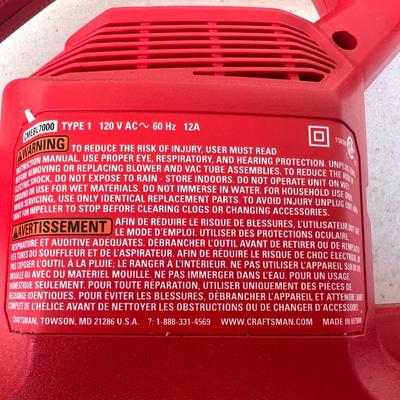 CMEBL7000 TYPE 1 120 V AC~ 60 Hz 12A
WARNING TO REDUCE THE RISK OF INJURY, USER MUST READ
INSTRUCTION MANUAL. USE PROPER EYE, RESPIRATORY, AND HEARING PROTECTION. UNPLUG
BEFORE REMOVING OR REPLACING BLOWER AND VAC TUBE ASSEMBLIES. TO REDUCE THE RISK OF
ELECTRIC SHOCK, DO NOT EXPOSE TO RAIN - STORE INDOORS. DO NOT OPERATE UNIT ON WET
OR USE FOR WET MATERIALS. DO NOT IMMERSE IN WATER. FOR HOUSEHOLD USE
WHEN SERVICING, USE ONLY IDENTICAL REPLACEMENT PARTS. TO AVOID INJURY UNPLUG UNIT AND
WAIT FOR IMPELLER TO STOP BEFORE CLEARING CLOGS OR CHANGING ACCESSORIES.
AVERTISSEMENT AFIN DE RÉDUIRE LE RISQUE DE BLESSURES, L'UTILISATEUR DOIT
LE MODE D'EMPLOI. UTILISER DES PROTECTIONS OCULAIRE
RESPIRATOIRE ET AUDITIVE ADÉQUATES. DÉBRANCHER L'OUTIL AVANT DE RETIRER OU DE REMPLA
LES TUBES DU SOUFFLEUR ET DE L'ASPIRATEUR. AFIN DE RÉDUIRE LE RISQUE DE CHOC ÉLECTRIQUE
EXPOSER L'OUTIL À LA PLUIE; LE RANGER À L'INTÉRIEUR. NE PAS UTILISER L'APPAREIL SUR
OU AVEC DU MATÉRIEL MOUILLÉ. NE PAS IMMERGER DANS L'EAU. POUR UN USAGE
DOMESTIQUE SEULEMENT. POUR TOUTE RÉPARATION, UTILISER UNIQUEMENT DES PIÈCES DE
RECHANGE IDENTIQUES. POUR ÉVITER LES BLESSURES, DÉBRANCHER L'APPAREIL ET ATTENDRE
COMPLET DE L'HÉLICE AVANT DE NETTOYER LES OBSTRUCTIONS OU DE CHANGER D'ACCESSOIRES.
CRAFTSMAN, TOWSON, MD 21286 U.S.A. ?: 1-888-331-4569 WWW.CRAFTSMAN.COM MADE IN VIETNAM